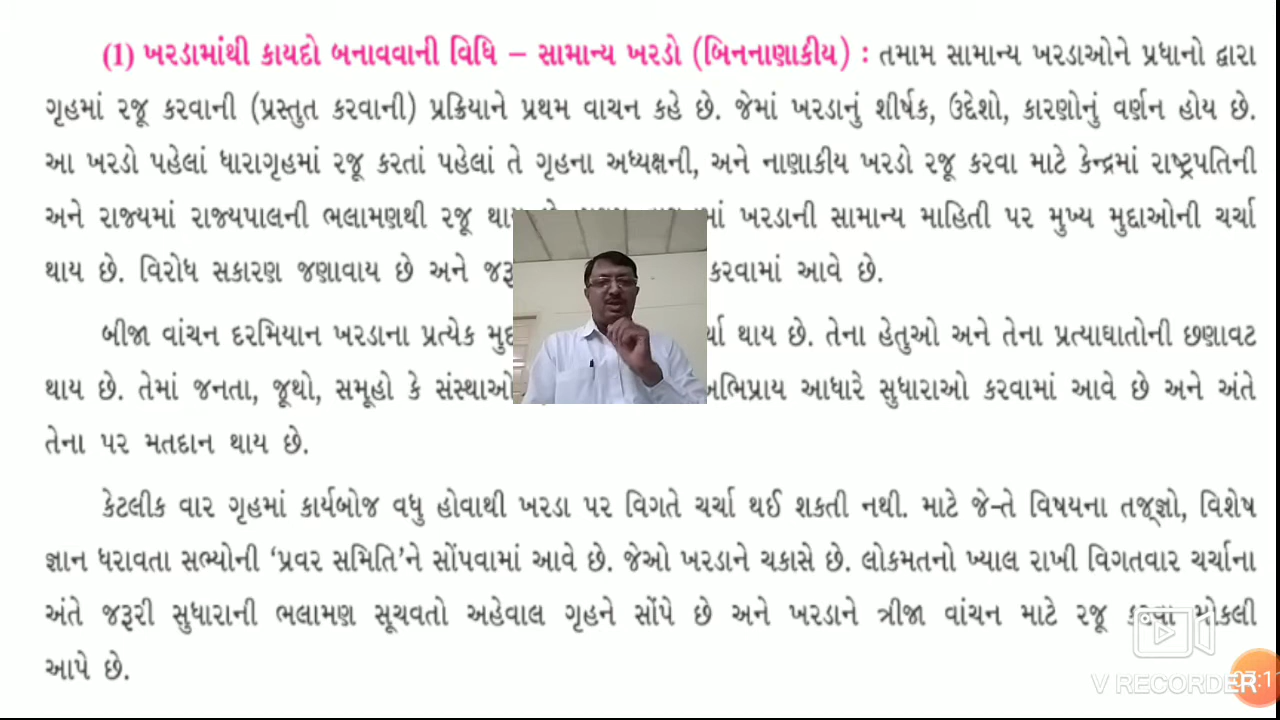 (1) ખરડામાંથી કાયદો બનાવવાની વિધિ – સામાન્ય ખરડો (બિનનાણાકીય) : તમામ સામાન્ય ખરડાઓને પ્રધાનો દ્વારા
ગૃહમાં રજૂ કરવાની (પ્રસ્તુત કરવાની) પ્રક્રિયાને પ્રથમ વાચન કહે છે. જેમાં ખરડાનું શીર્ષક, ઉદ્દેશો, કારણોનું વર્ણન હોય છે.
આ ખરડો પહેલાં ધારાગૃહમાં રજૂ કરતાં પહેલાં તે ગૃહના અધ્યક્ષની, અને નાણાકીય ખરડો રજૂ કરવા માટે કેન્દ્રમાં રાષ્ટ્રપતિની
અને રાજ્યમાં રાજ્યપાલની ભલામણથી રજૂ ખરડાની સામાન્ય માહિતી પર મુખ્ય મુદ્દાઓની ચર્ચા
થાય છે. વિરોધ સકારણ જણાવાય છે અને કરવામાં આવે છે.
બીજા વાંચન દરમિયાન ખરડાના પ્રત્યેક થાય છે. તેના હેતુઓ અને તેના પ્રત્યાઘાતોની છણાવટ
થાય છે. તેમાં જનતા, જૂથો, સમૂહો કે અભિપ્રાય આધારે સુધારાઓ કરવામાં આવે છે અને અંતે
તેના પર મતદાન થાય છે.
કેટલીક વાર ગૃહમાં કાર્યબોજ વધુ હોવાથી ખરડા પર વિગતે ચર્ચા થઈ શકતી નથી. માટે જે-તે વિષયના તજ્જ્ઞો, વિશેષ
જ્ઞાન ધરાવતા સભ્યોની ‘પ્રવર સમિતિ’ને સોંપવામાં આવે છે. જેઓ ખરડાને ચકાસે છે. લોકમતનો ખ્યાલ રાખી વિગતવાર ચર્ચાના
અંતે જરૂરી સુધારાની ભલામણ સૂચવતો અહેવાલ ગૃહને સોંપે છે અને ખરડાને ત્રીજા વાંચન માટે રજૂ કરવા મોકલી
આપે છે.
V RECORDER